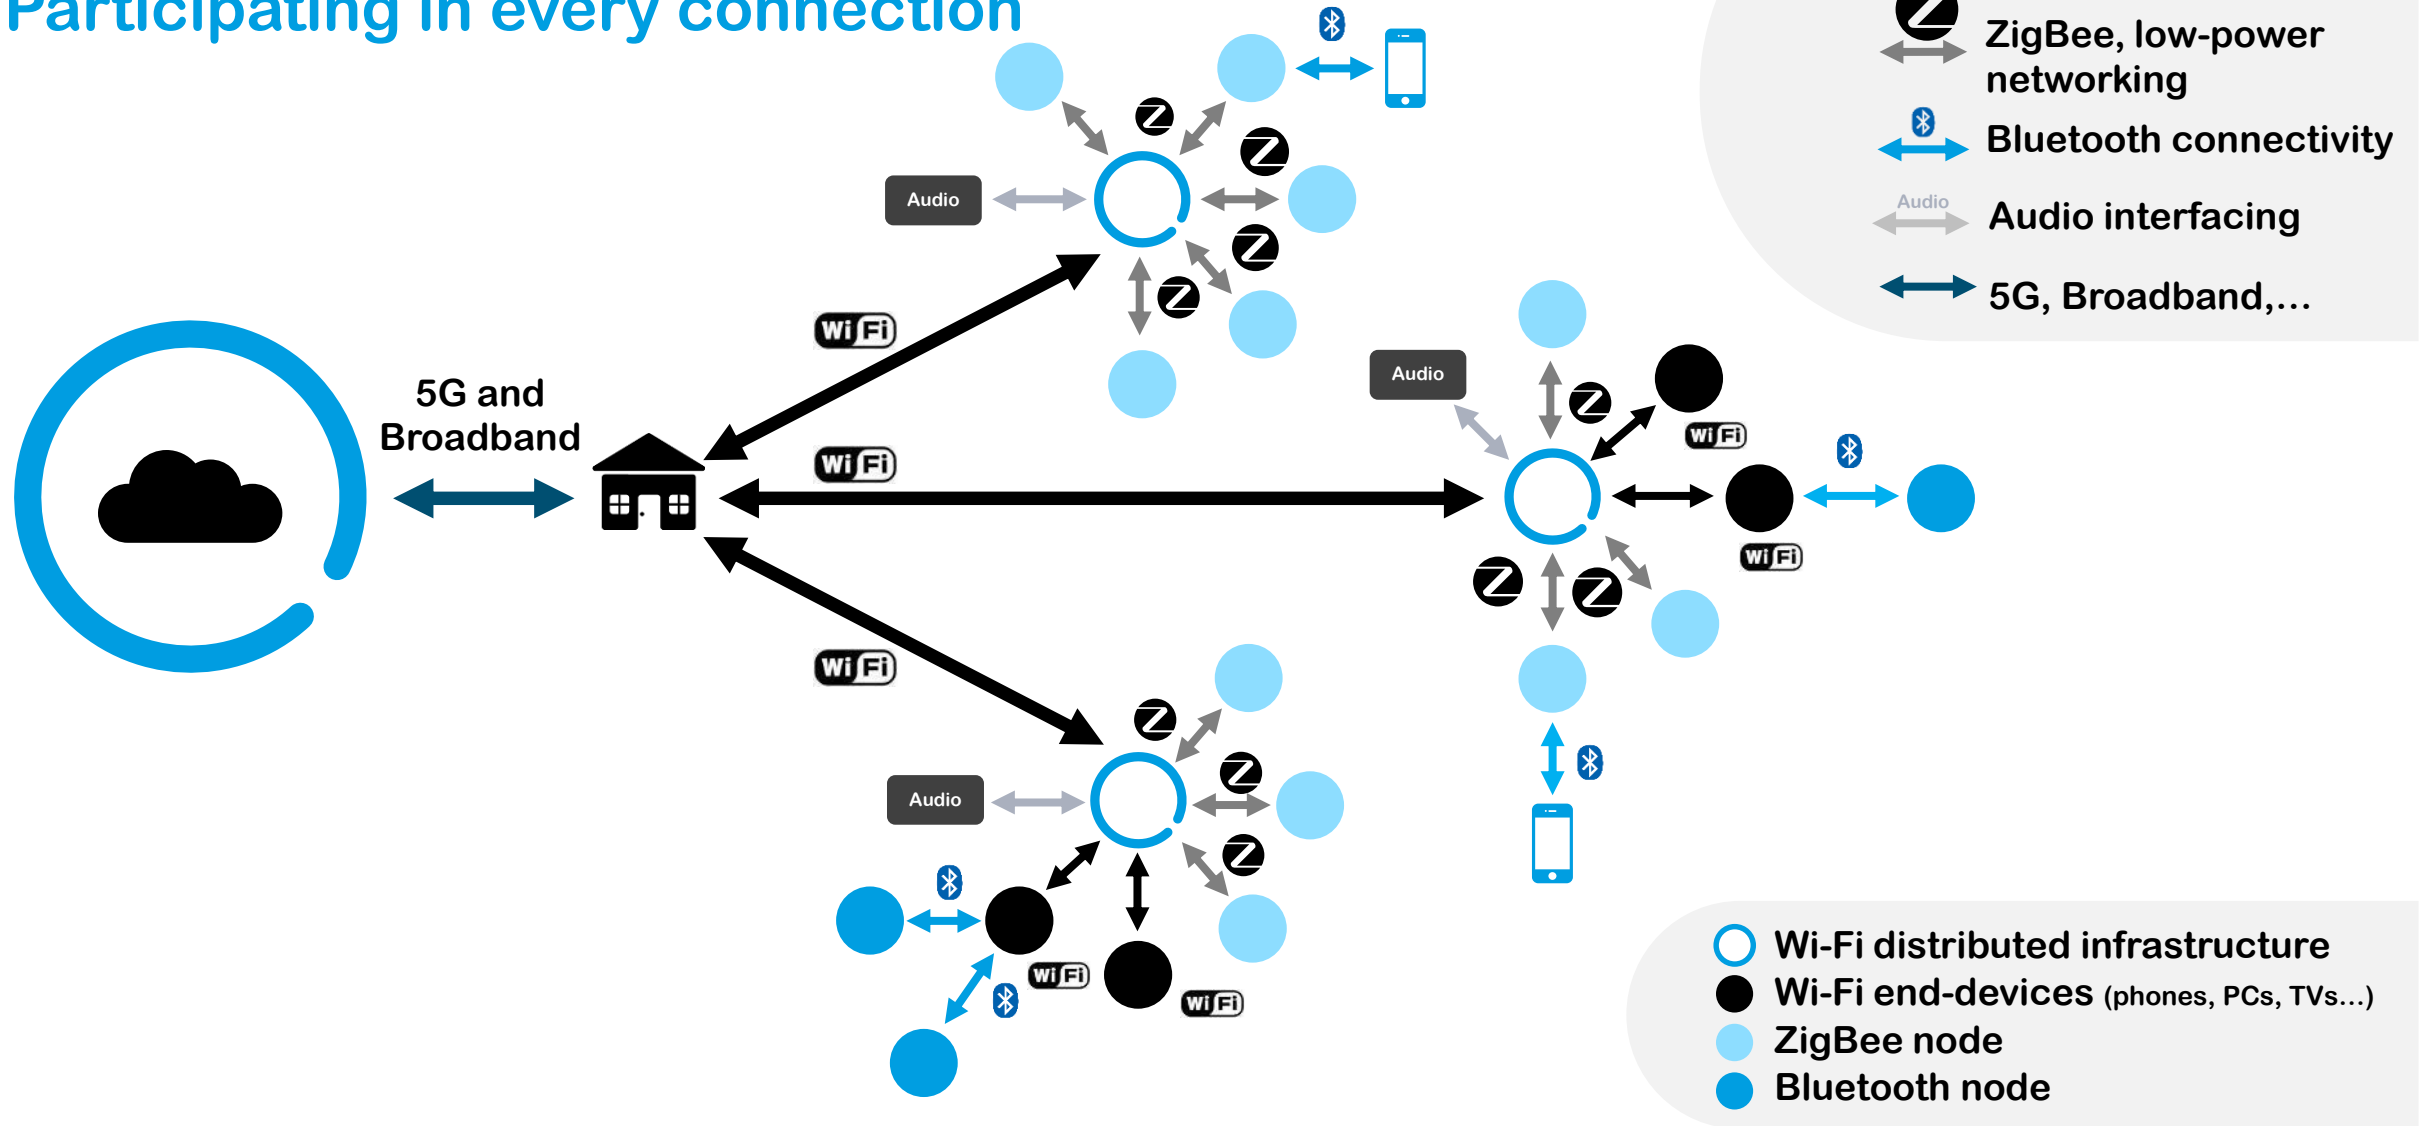 Participating in every connection
ZigBee, low-power
networking
Bluetooth connectivity
Audio
Audio interfacing
5G, Broadband,...
Audio
Wi Fi
5G and
Broadband
Wi Fi
Audio
Wi Fi
Wi Fi
Wi Fi
Audio
Wi Fi
Wi Fi
Wi-Fi distributed infrastructure
Wi-Fi end-devices (phones, PCs, TVs...)
ZigBee node
Bluetooth node